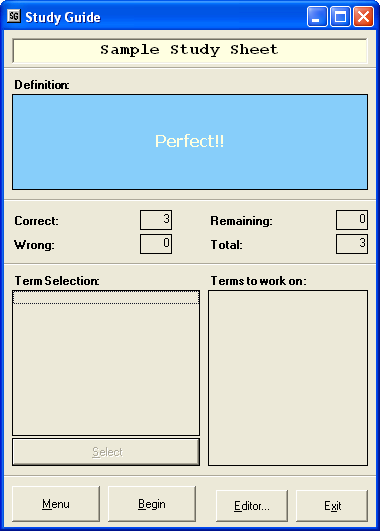 SG Study Guide
Sample Study Sheet
Definition:
Perfect!!
Correct: 3 Remaining: 0
Wrong: 0 Total: 3
Term Selection: Terms to work on:
Select
Menu Begin Editor... Exit